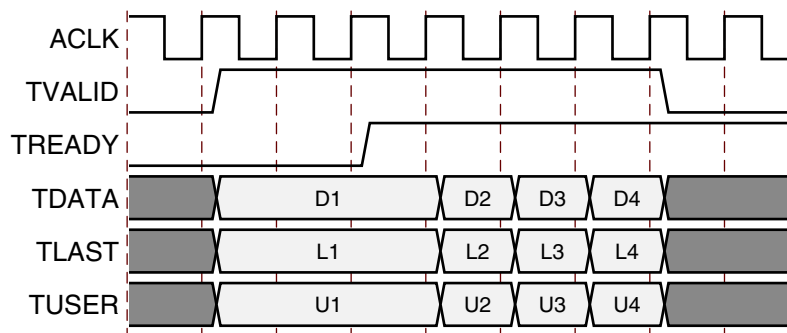 ACLK
TVALID
TREADY
TDATA D1 D2 D3 D4
TLAST L1 L2 L3 L4
TUSER U1 U2 U3 U4